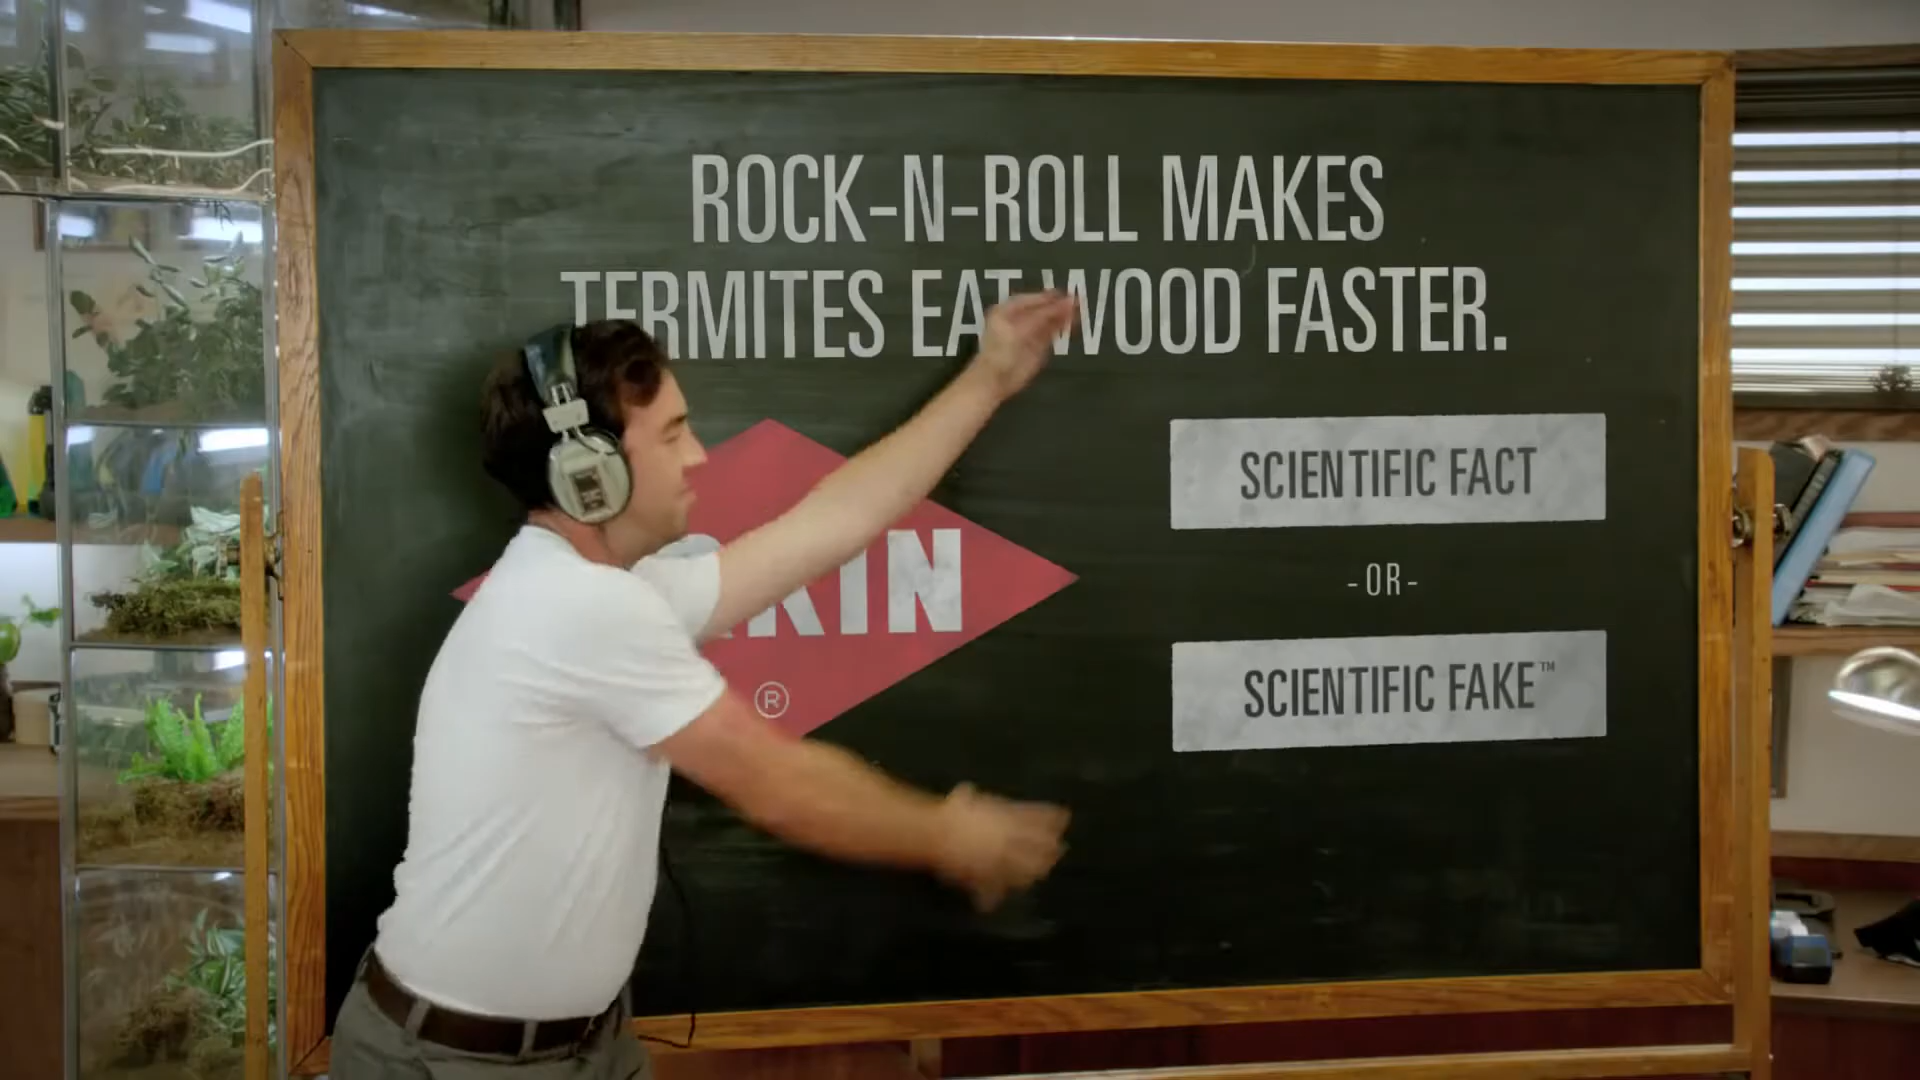 ROCK-N-ROLL MAKES
TERMITES EAT WOOD FASTER.
SCIENTIFIC FACT
-OR-
SCIENTIFIC FAKE™
®